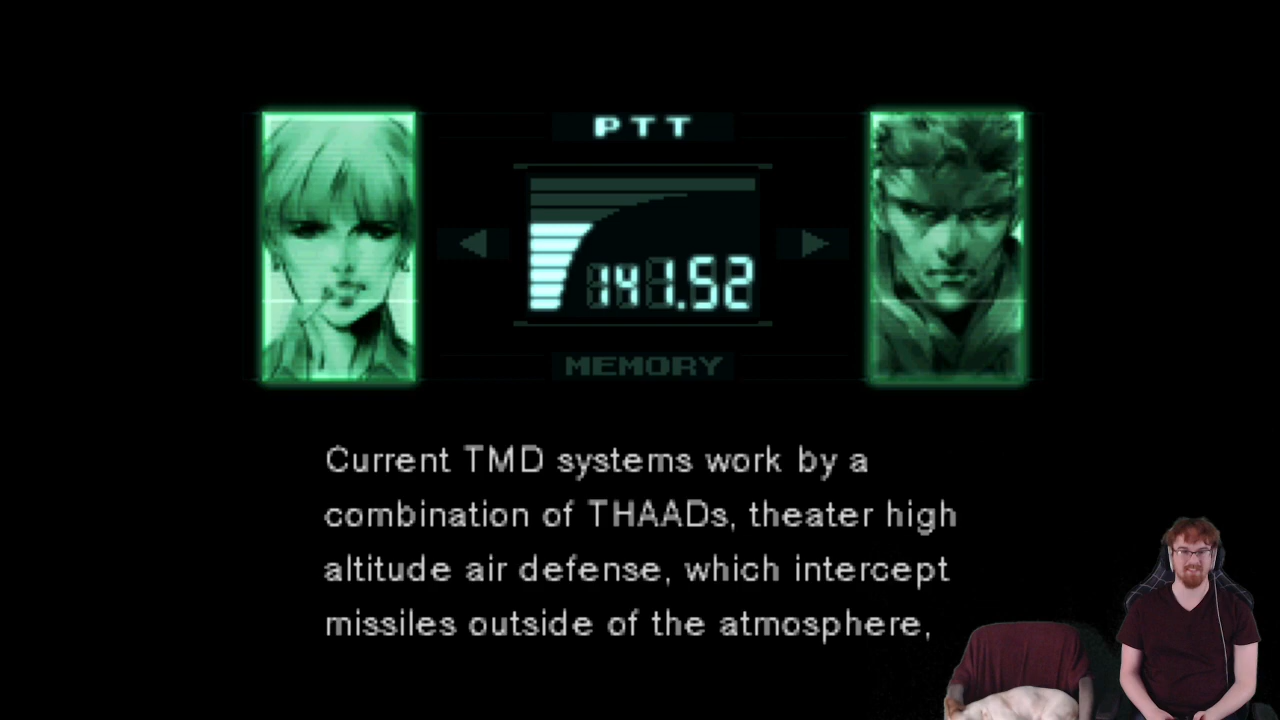 PTT
141.52
MEMORY
Current TMD systems work by a
combination of THAADs, theater high
altitude air defense, which intercept
missiles outside of the atmosphere,